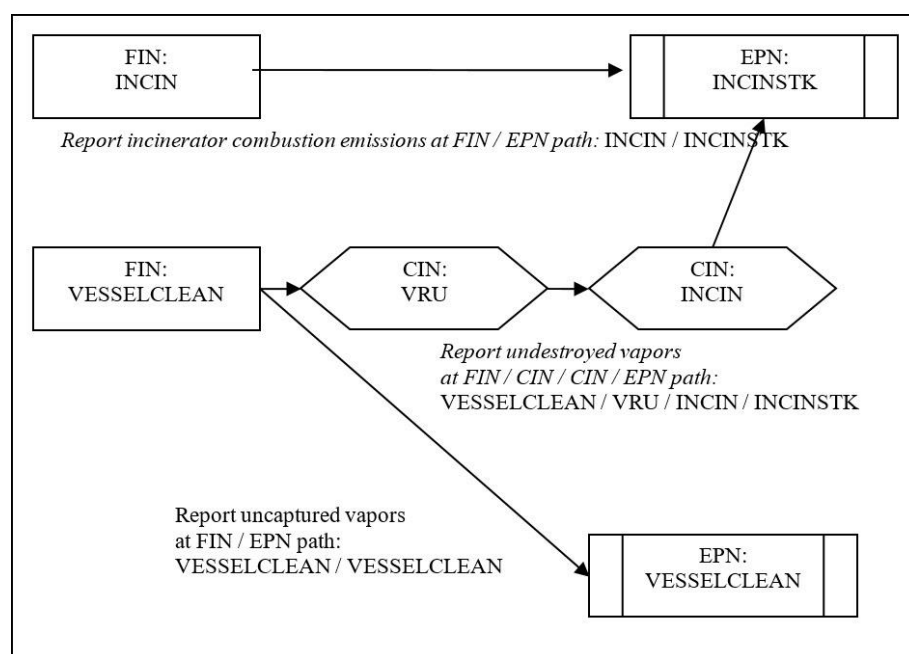 FIN:
INCIN
EPN:
INCINSTK
Report incinerator combustion emissions at FIN / EPN path: INCIN / INCINSTK
FIN:
VESSELCLEAN
CIN:
VRU
CIN:
INCIN
Report undestroyed vapors
at FIN / CIN / CIN / EPN path:
VESSELCLEAN / VRU / INCIN / INCINSTK
Report uncaptured vapors
at FIN / EPN path:
VESSELCLEAN / VESSELCLEAN
EPN:
VESSELCLEAN